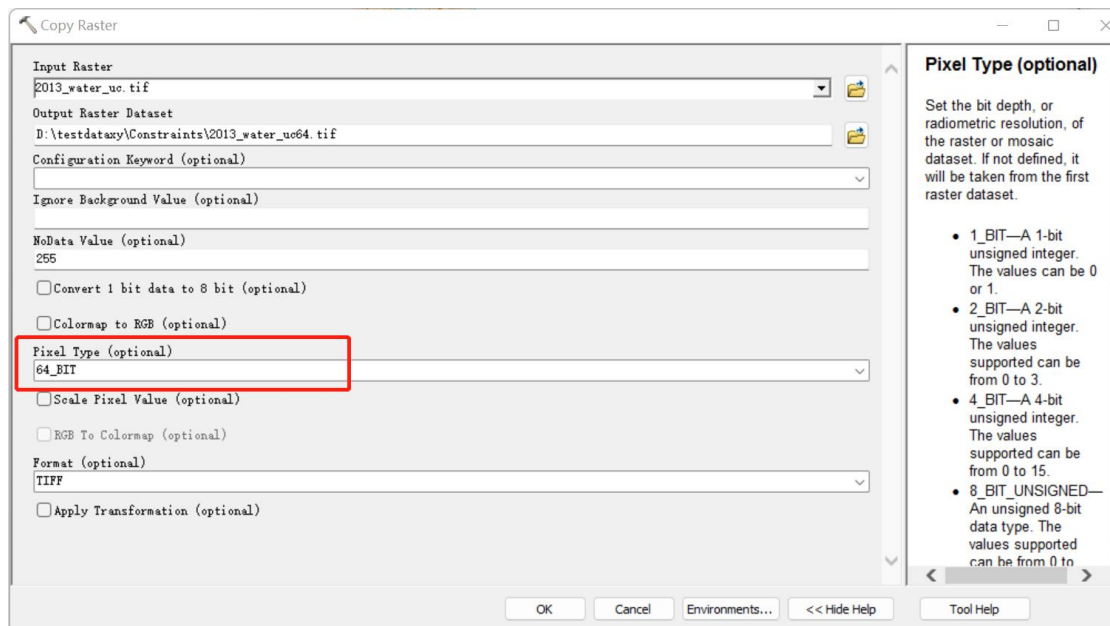 Copy Raster
Input Raster
2013_water_uc.tif
Output Raster Dataset
D:\testdataxy\Constraints\2013_water_uc64.tif
Configuration Keyword (optional)
Ignore Background Value (optional)
NoData Value (optional)
255
Convert 1 bit data to 8 bit (optional)
Colormap to RGB (optional)
Pixel Type (optional)
64_BIT
Scale Pixel Value (optional)
RGB To Colormap (optional)
Format (optional)
TIFF
Apply Transformation (optional)
Pixel Type (optional)
Set the bit depth, or
radiometric resolution, of
the raster or mosaic
dataset. If not defined, it
will be taken from the first
raster dataset.
• 1_BIT—A 1-bit
unsigned integer.
The values can be 0
or 1.
• 2_BIT—A 2-bit
unsigned integer.
The values
supported can be
from 0 to 3.
• 4_BIT—A 4-bit
unsigned integer.
The values
supported can be
from 0 to 15.
• 8_BIT_UNSIGNED—
An unsigned 8-bit
data type. The
values supported
can be from 0 to
OK
Cancel
Environments...
<< Hide Help
Tool Help